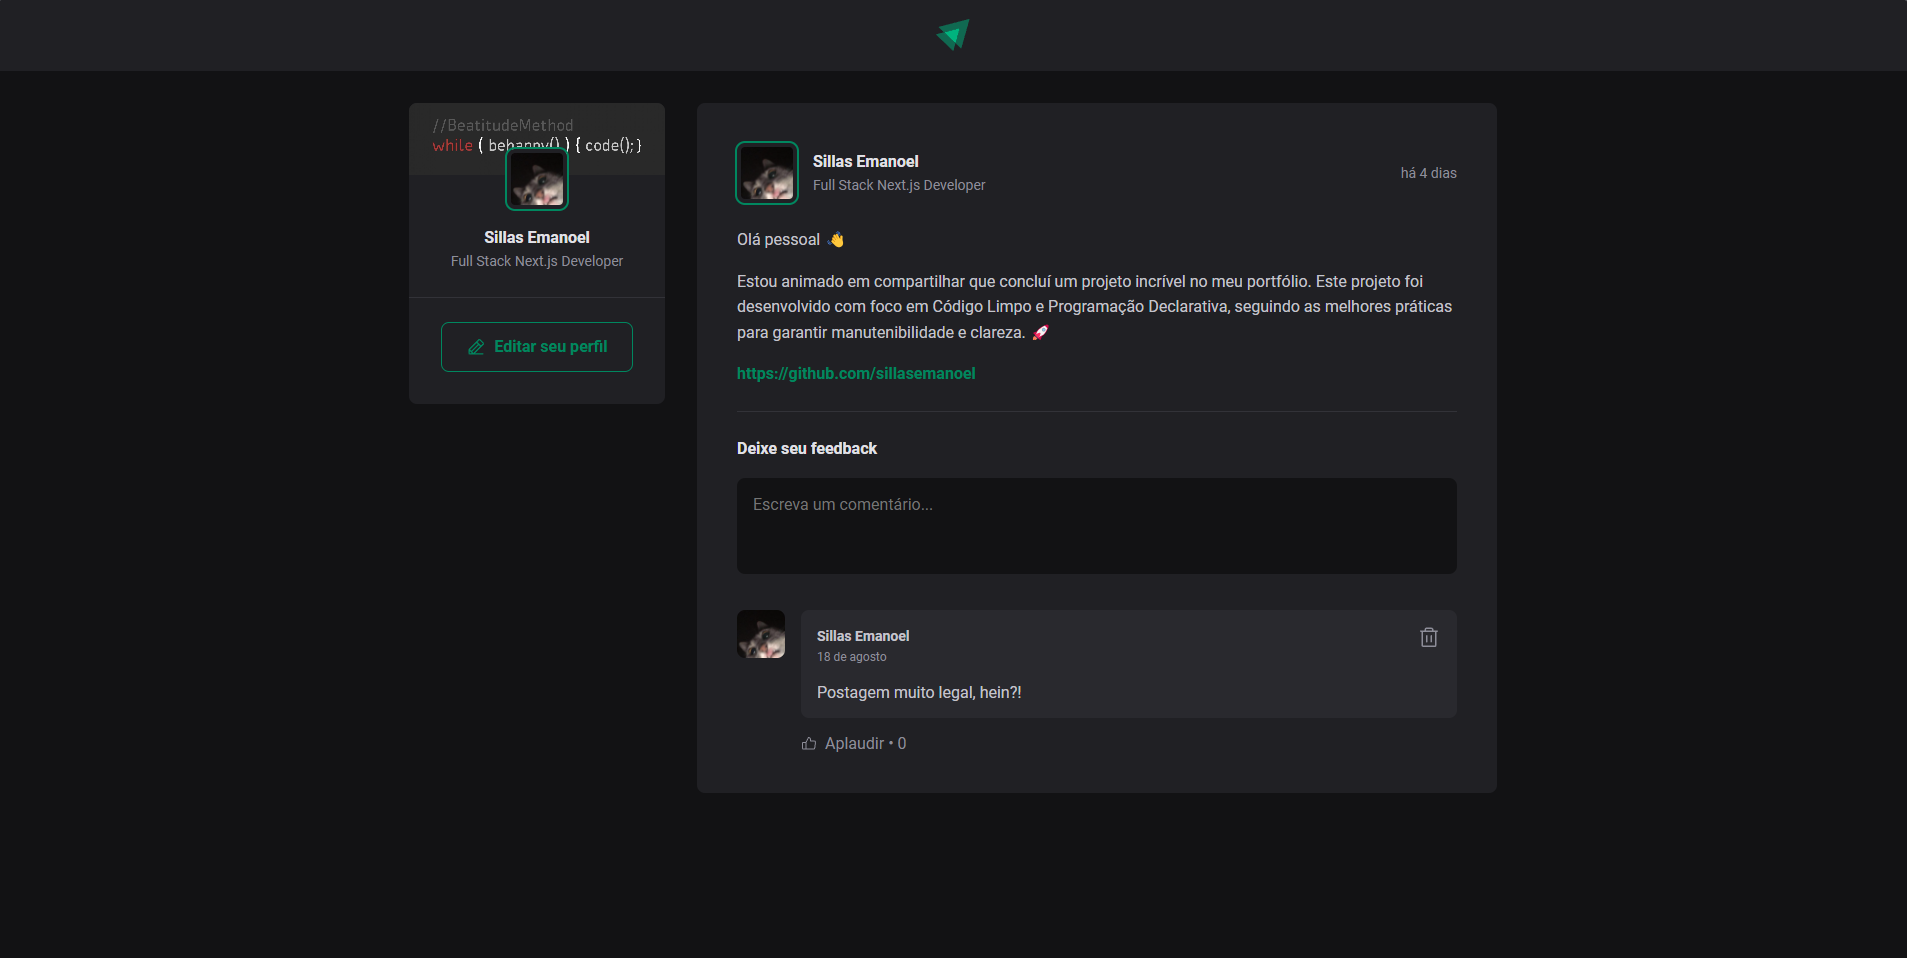 //BeatitudeMethod
while ( behappy() ) { code(); }
Sillas Emanoel
Full Stack Next.js Developer
Editar seu perfil
Sillas Emanoel
Full Stack Next.js Developer
há 4 dias
Olá pessoal 👋
Estou animado em compartilhar que concluí um projeto incrível no meu portfólio. Este projeto foi
desenvolvido com foco em Código Limpo e Programação Declarativa, seguindo as melhores práticas
para garantir manutenibilidade e clareza. 🚀
https://github.com/sillasemanoel
Deixe seu feedback
Escreva um comentário...
Sillas Emanoel
18 de agosto
Postagem muito legal, hein?!
Aplaudir • 0